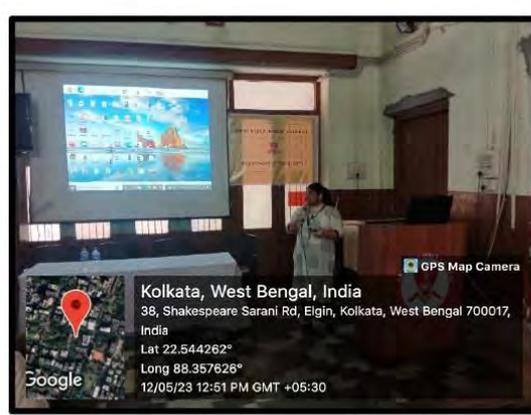 GPS Map Camera
Kolkata, West Bengal, India
38, Shakespeare Sarani Rd, Elgin, Kolkata, West Bengal 700017,
India
Lat 22.544262°
Long 88.357626°
12/05/23 12:51 PM GMT +05:30
Google